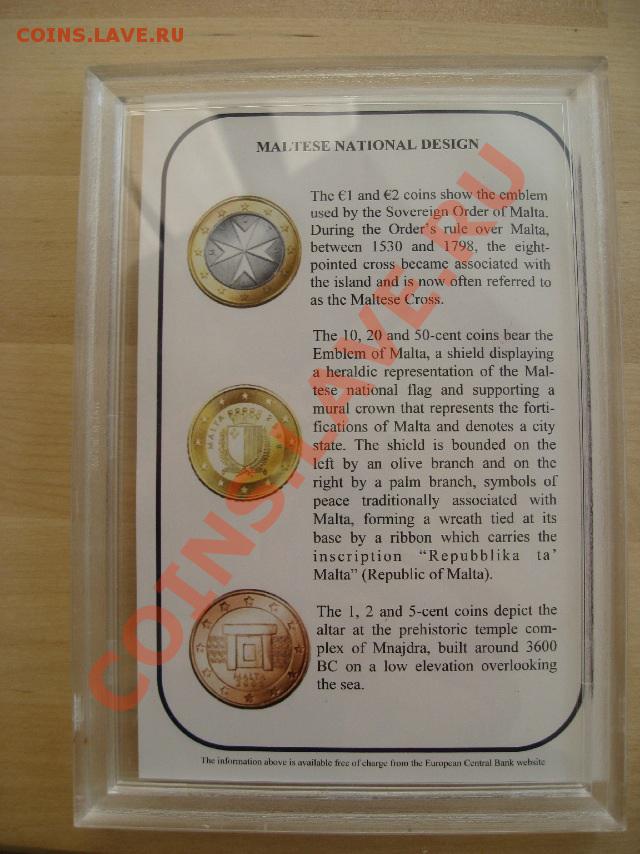 COINS.LAVE.RU
MALTESE NATIONAL DESIGN
The €1 and €2 coins show the emblem
used by the Sovereign Order of Malta.
During the Order's rule over Malta,
between 1530 and 1798, the eight-
pointed cross became associated with
the island and is now often referred to
as the Maltese Cross.
The 10, 20 and 50-cent coins bear the
Emblem of Malta, a shield displaying
a heraldic representation of the Mal-
tese national flag and supporting a
mural crown that represents the forti-
fications of Malta and denotes a city
state. The shield is bounded on the
left by an olive branch and on the
right by a palm branch, symbols of
peace traditionally associated with
Malta, forming a wreath tied at its
base by a ribbon which carries the
inscription "Repubblika ta'
Malta" (Republic of Malta).
MALTA
The 1, 2 and 5-cent coins depict the
altar at the prehistoric temple com-
plex of Mnajdra, built around 3600
BC on a low elevation overlooking
the sea.
MALTA
The information above is available free of charge from the European Central Bank website
COINS.LAVE.RU